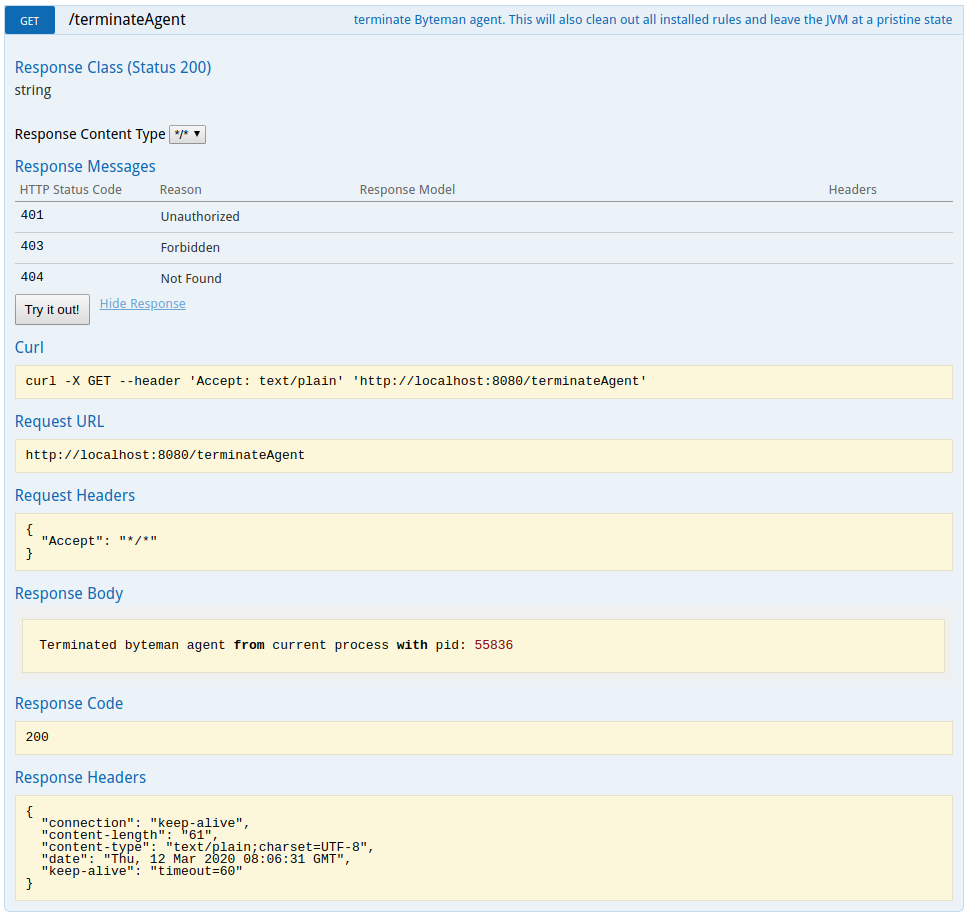 GET /terminateAgent terminate Byteman agent. This will also clean out all installed rules and leave the JVM at a pristine state
Response Class (Status 200)
string
Response Content Type */* ▼
Response Messages
HTTP Status Code Reason Response Model Headers
401 Unauthorized
403 Forbidden
404 Not Found
Try it out! Hide Response
Curl
curl -X GET --header 'Accept: text/plain' 'http://localhost:8080/terminateAgent'
Request URL
http://localhost:8080/terminateAgent
Request Headers
{
"Accept": "*/*"
}
Response Body
Terminated byteman agent from current process with pid: 55836
Response Code
200
Response Headers
{
"connection": "keep-alive",
"content-length": "61",
"content-type": "text/plain;charset=UTF-8",
"date": "Thu, 12 Mar 2020 08:06:31 GMT",
"keep-alive": "timeout=60"
}